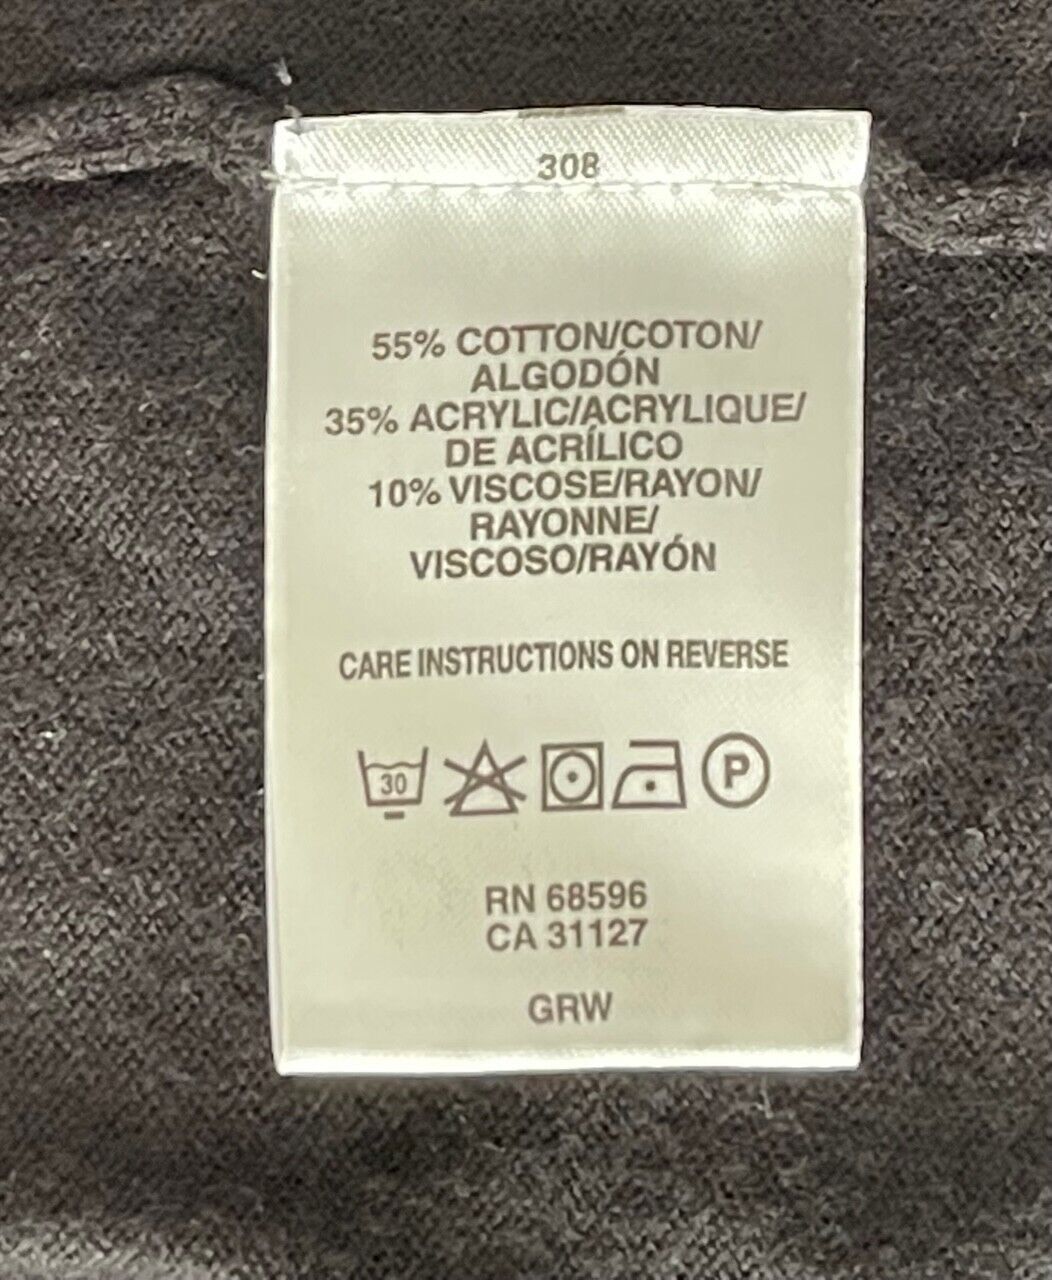 308
55% COTTON/COTON/
ALGODÓN
35% ACRYLIC/ACRYLIQUE/
DE ACRÍLICO
10% VISCOSE/RAYON/
RAYONNE/
VISCOSO/RAYÓN
CARE INSTRUCTIONS ON REVERSE
30 P
RN 68596
CA 31127
GRW